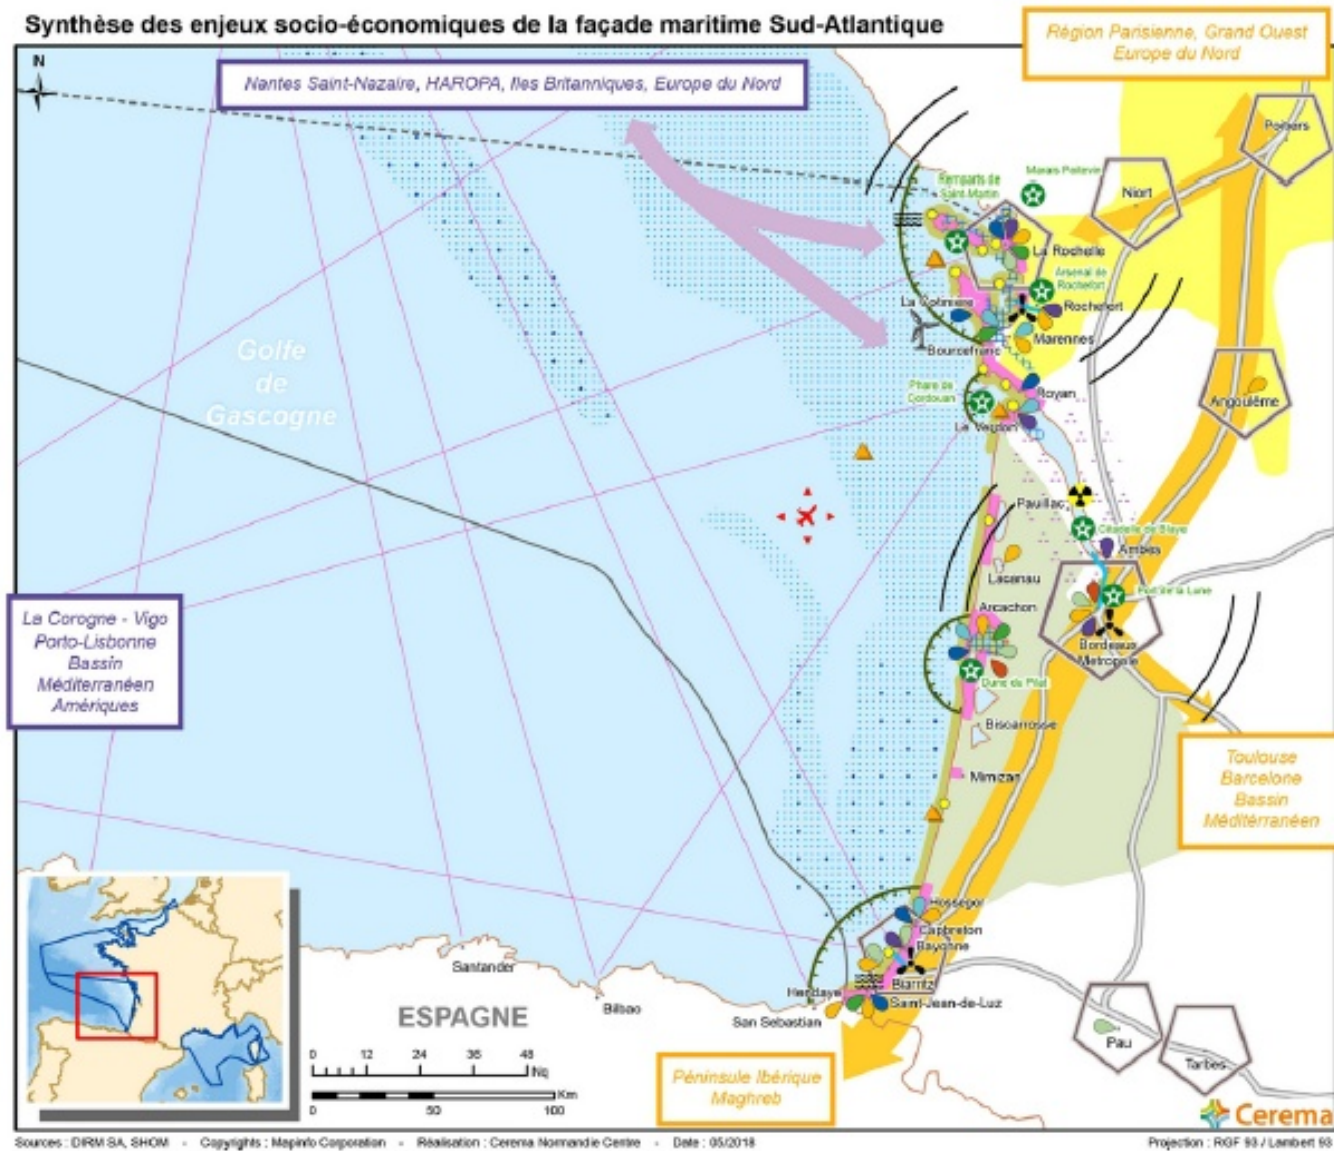 Synthèse des enjeux socio-économiques de la façade maritime Sud-Atlantique
Région Parisienne, Grand Ouest
Europe du Nord
N
Nantes Saint-Nazaire, HAROPA, Iles Britanniques, Europe du Nord
Poitiers
Marais Poitevin
Remparts de
Saint-Martin
Niort
La Rochelle
Arsenal de
Rochefort
La Cotinière
Rochefort
Golfe
de
Gascogne
Marennes
Bourcefranc
Phare de
Cordouan
Royan
Angoulême
Le Verdon
Pauillac
Citadelle de Blaye
Ambès
Lacanau
Port de la Lune
Arcachon
La Corogne - Vigo
Porto-Lisbonne
Bassin
Méditerranéen
Amériques
Bordeaux
Métropole
Dune du Pilat
Biscarrosse
Toulouse
Barcelone
Bassin
Méditérranéen
Mimizan
Hossegor
Capbreton
Bayonne
Santander
Biarritz
Hendaye
Saint-Jean-de-Luz
Bilbao
ESPAGNE
San Sebastian
Pau
Tarbes
0 12 24 36 48
Nq
Km
0 50 100
Péninsule Ibérique
Maghreb
Cerema
Sources : DIRM SA, SHOM - Copyrights : Mapinfo Corporation - Réalisation : Cerema Normandie Centre - Date : 05/2018
Projection : RGF 93 / Lambert 93